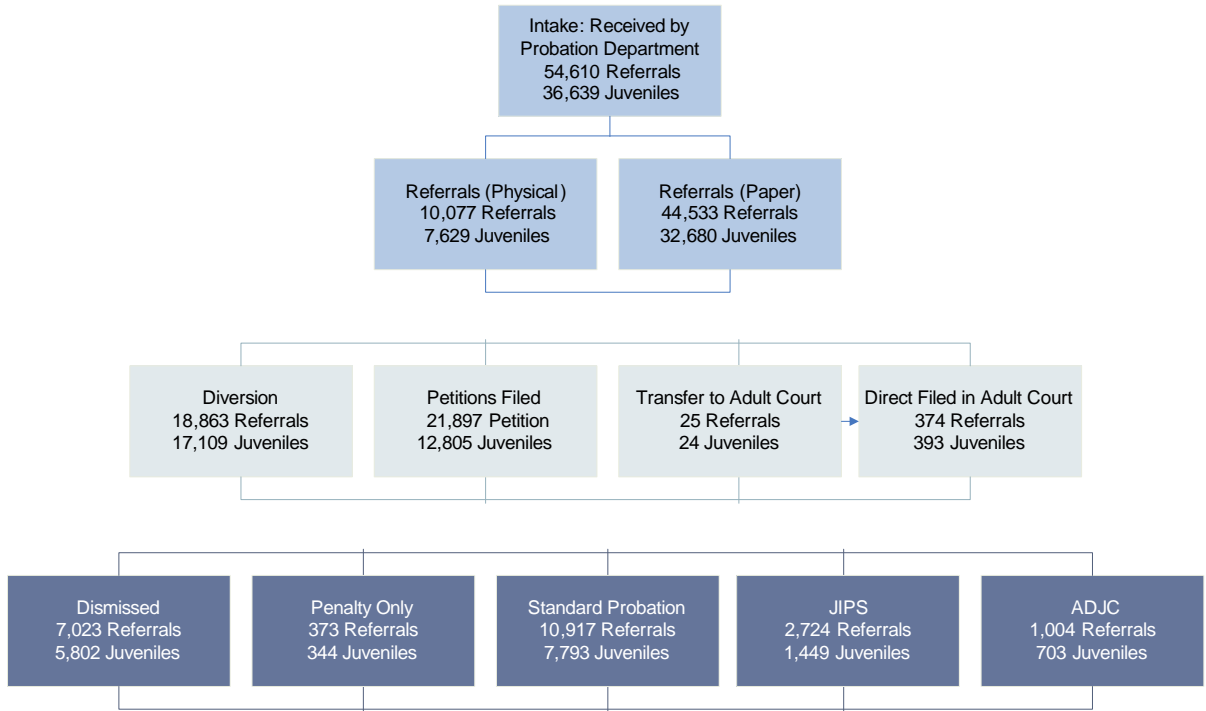 Intake: Received by
Probation Department
54,610 Referrals
36,639 Juveniles
Referrals (Physical)
10,077 Referrals
7,629 Juveniles
Referrals (Paper)
44,533 Referrals
32,680 Juveniles
Diversion
18,863 Referrals
17,109 Juveniles
Petitions Filed
21,897 Petition
12,805 Juveniles
Transfer to Adult Court
25 Referrals
24 Juveniles
Direct Filed in Adult Court
374 Referrals
393 Juveniles
Dismissed
7,023 Referrals
5,802 Juveniles
Penalty Only
373 Referrals
344 Juveniles
Standard Probation
10,917 Referrals
7,793 Juveniles
JIPS
2,724 Referrals
1,449 Juveniles
ADJC
1,004 Referrals
703 Juveniles